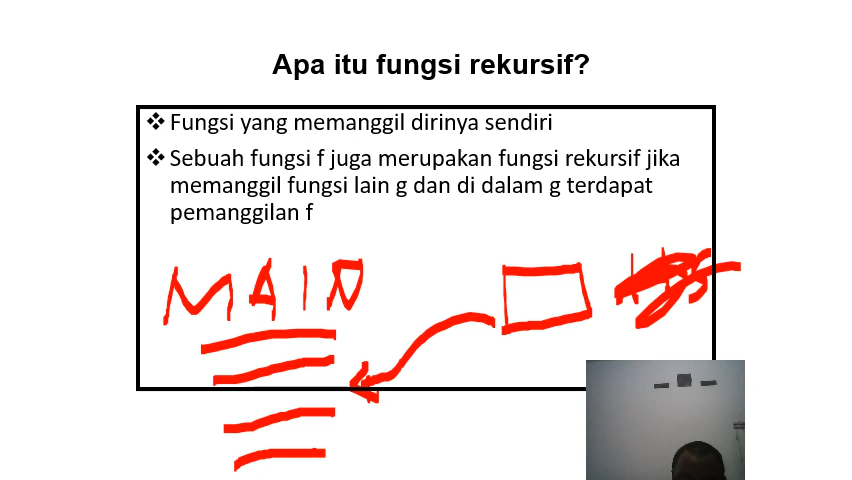 Apa itu fungsi rekursif?
❖ Fungsi yang memanggil dirinya sendiri
❖ Sebuah fungsi f juga merupakan fungsi rekursif jika
memanggil fungsi lain g dan di dalam g terdapat
pemanggilan f
MAIN